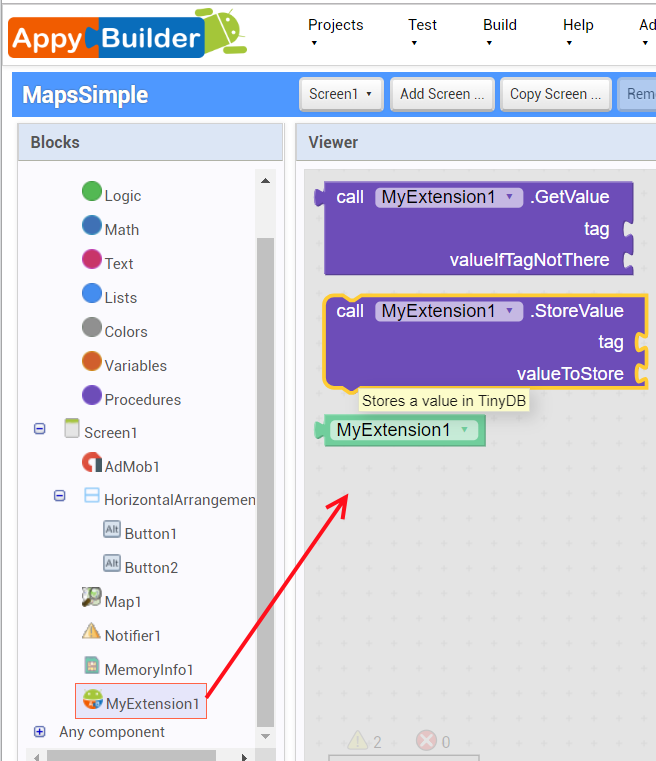 Appy Builder
Projects
Test
Build
Help
Ad
MapsSimple
Screen1
Add Screen ...
Copy Screen ...
Rem
Blocks
Viewer
Logic
Math
Text
Lists
Colors
Variables
Procedures
Screen1
AdMob1
HorizontalArrangemen
Alt Button1
Alt Button2
Map1
Notifier1
MemoryInfo1
MyExtension1
Any component
call MyExtension1 .GetValue
tag
valueIfTagNotThere
call MyExtension1 .StoreValue
tag
valueToStore
Stores a value in TinyDB
MyExtension1
2
0